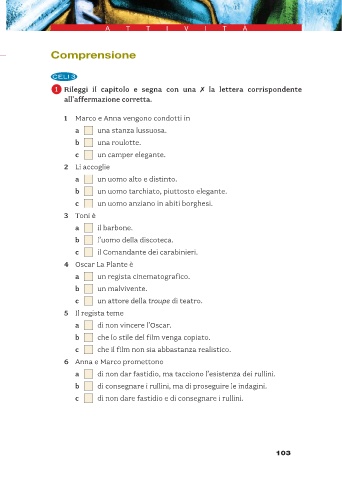 ATTIVITÀ
Comprensione
CELI 3
1 Rileggi il capitolo e segna con una ✗ la lettera corrispondente
all'affermazione corretta.
1 Marco e Anna vengono condotti in
a una stanza lussuosa.
b una roulotte.
c un camper elegante.
2 Li accoglie
a un uomo alto e distinto.
b un uomo tarchiato, piuttosto elegante.
c un uomo anziano in abiti borghesi.
3 Toni è
a il barbone.
b l'uomo della discoteca.
c il Comandante dei carabinieri.
4 Oscar La Plante è
a un regista cinematografico.
b un malvivente.
c un attore della troupe di teatro.
5 Il regista teme
a di non vincere l'Oscar.
b che lo stile del film venga copiato.
c che il film non sia abbastanza realistico.
6 Anna e Marco promettono
a di non dar fastidio, ma tacciono l'esistenza dei rullini.
b di consegnare i rullini, ma di proseguire le indagini.
c di non dare fastidio e di consegnare i rullini.
103